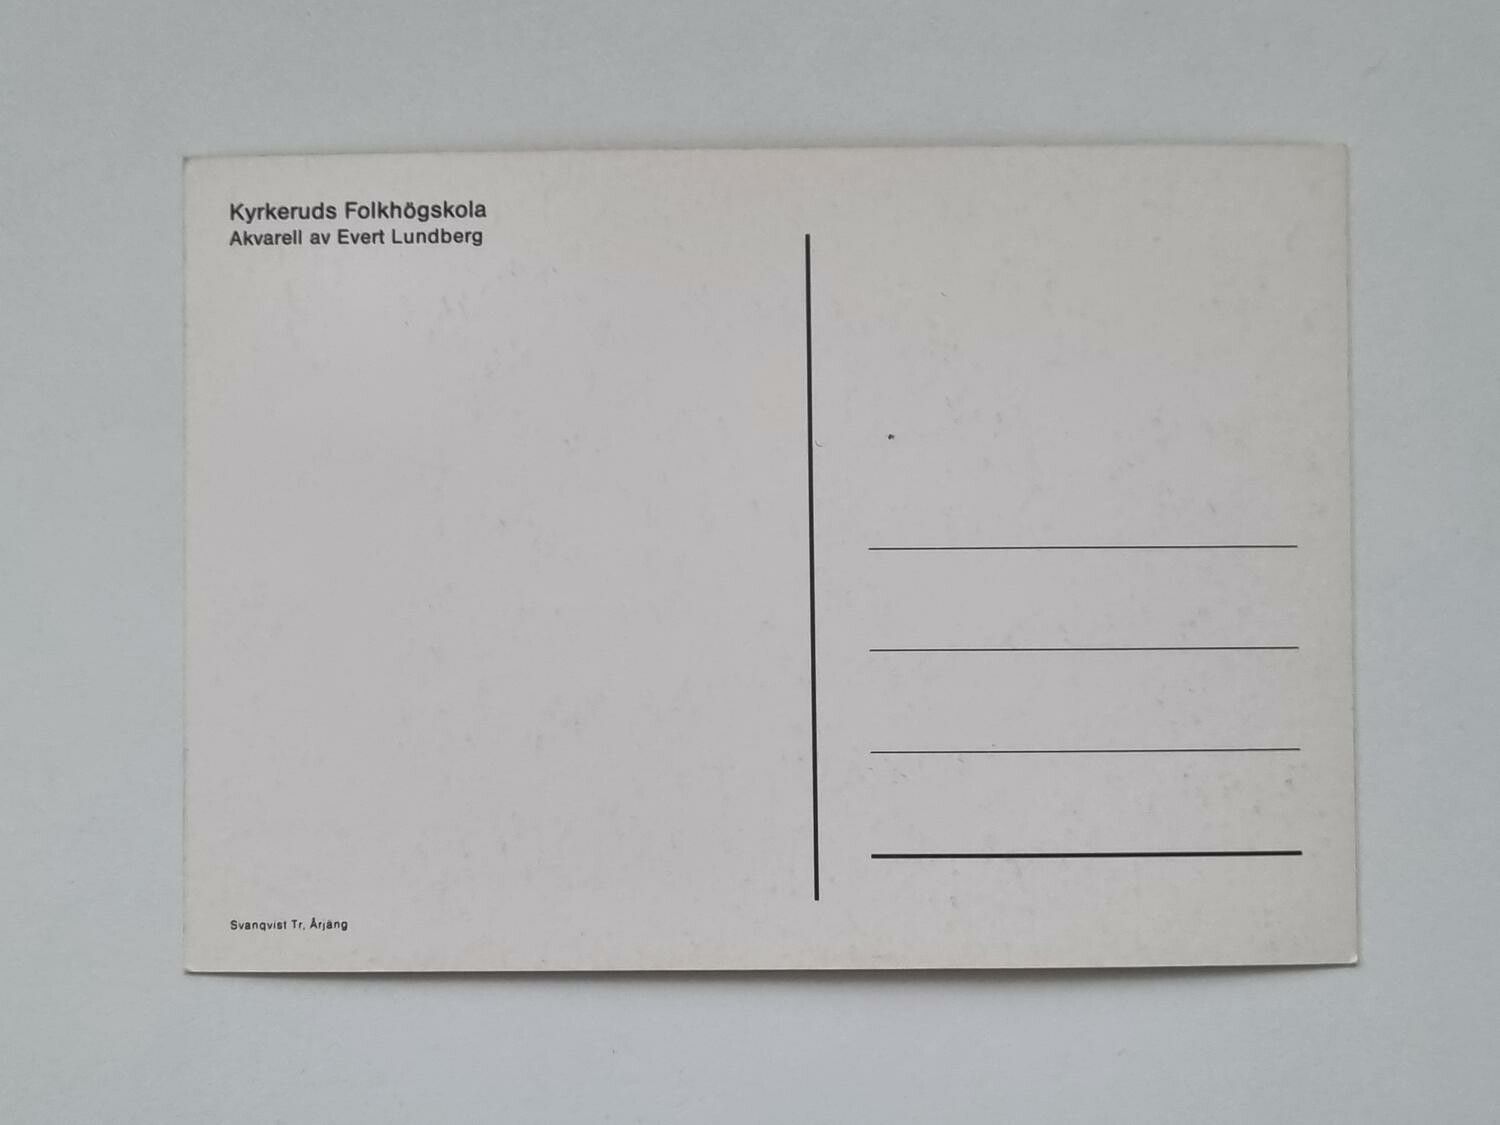 Kyrkeruds Folkhögskola
Akvarell av Evert Lundberg
Svanqvist Tr, Årjäng